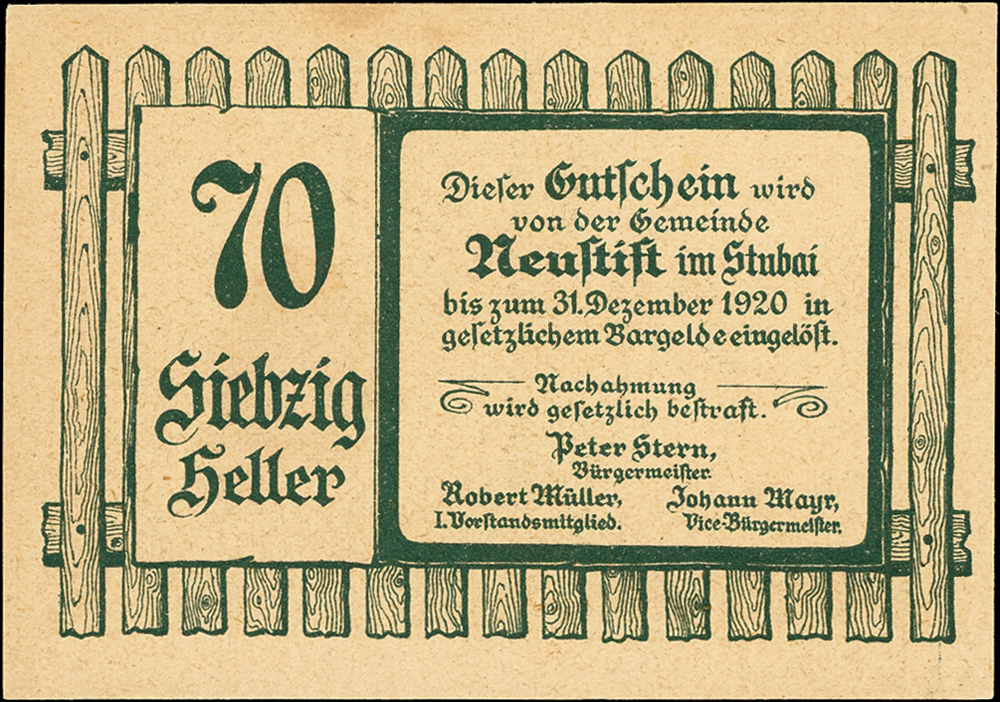 70
Siebzig
Heller
Dieser Gutschein wird
von der Gemeinde
Neustift im Stubai
bis zum 31. Dezember 1920 in
gesetzlichem Bargelde eingelöst.
Nachahmung
wird gesetzlich bestraft.
Peter Stern,
Bürgermeister.
Robert Müller,
I. Vorstandsmitglied.
Johann Mayr,
Vice-Bürgermeister.